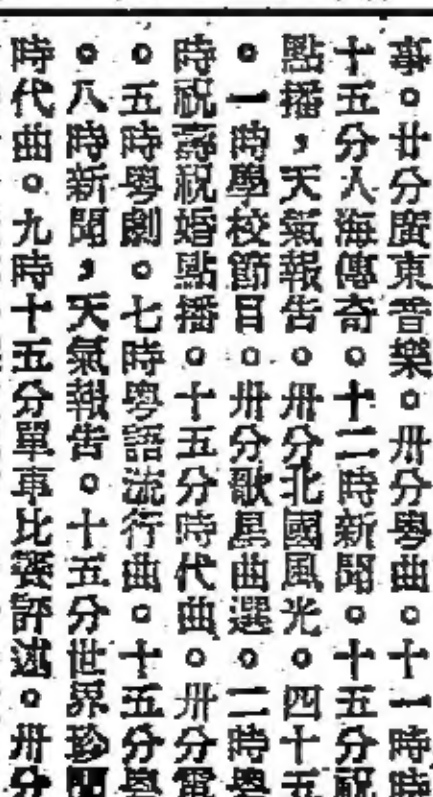 事。廿分廣東音樂。卅分粵曲。十一時時
十五分人海傳奇。十二時新聞。十五分祝
點播,天氣報告。卅分北國風光。四十五
。一時學校節目。卅分歌星曲選。二時粵
時祝壽祝婚點播。十五分時代曲。卅分電
。五時粵劇。七時粵語流行曲。十五分粵
。八時新聞,天氣報告。十五分世界珍聞
時代曲。九時十五分單車比賽評述。卅分